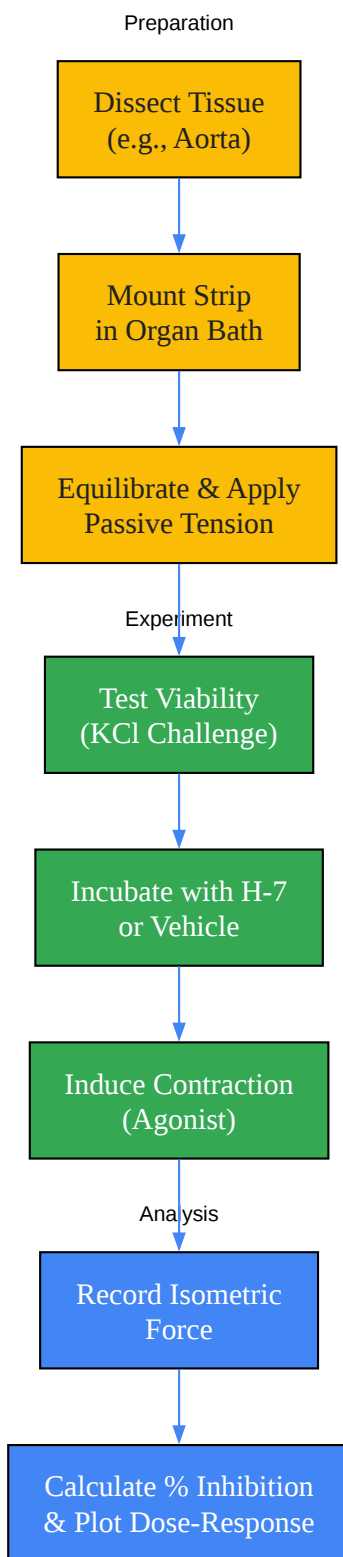 Preparation
Dissect Tissue
(e.g., Aorta)
Mount Strip
in Organ Bath
Equilibrate & Apply
Passive Tension
Experiment
Test Viability
(KCl Challenge)
Incubate with H-7
or Vehicle
Induce Contraction
(Agonist)
Analysis
Record Isometric
Force
Calculate % Inhibition
& Plot Dose-Response